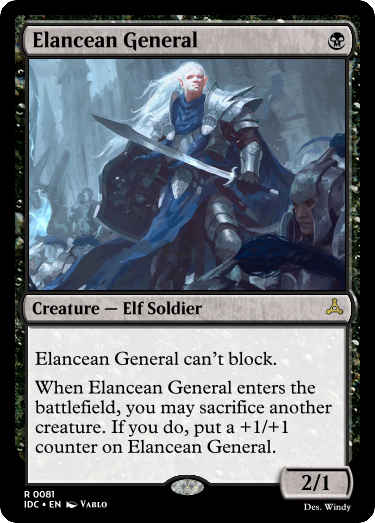 Elancean General
Creature — Elf Soldier
Elancean General can't block.
When Elancean General enters the
battlefield, you may sacrifice another
creature. If you do, put a +1/+1
counter on Elancean General.
2/1
R 0081
IDC • EN Vablo
Des. Windy